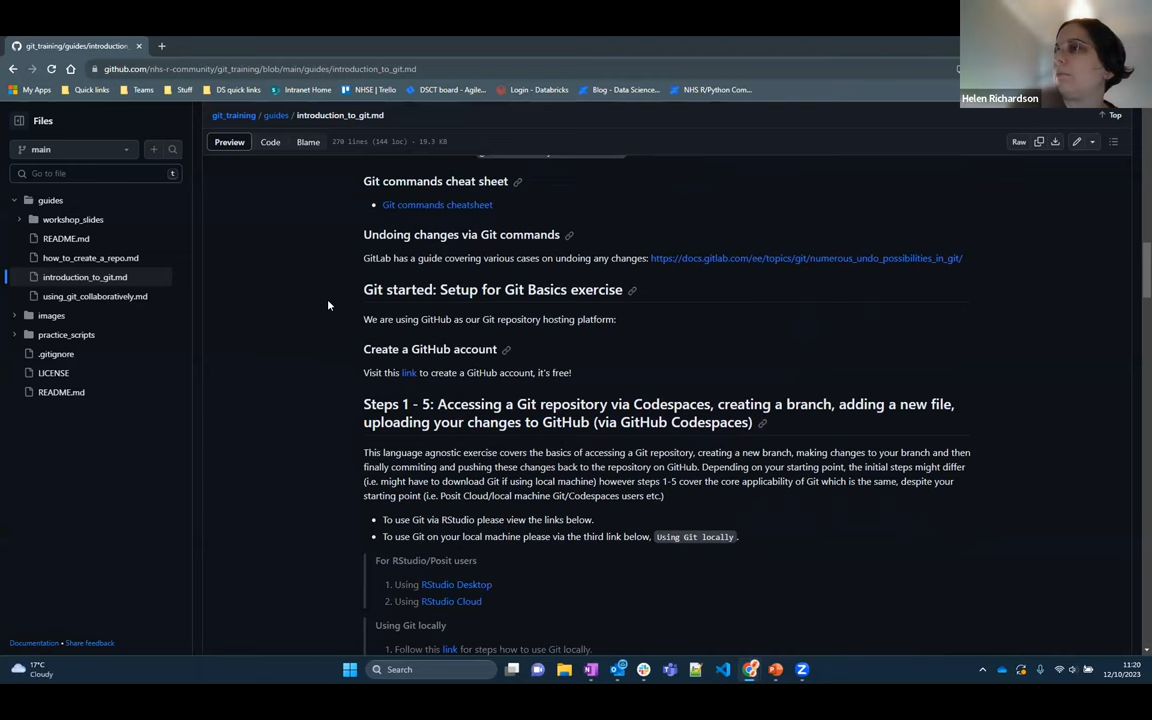 git_training/guides/introduction_
github.com/nhs-r-community/git_training/blob/main/guides/introduction_to_git.md
My Apps
Quick links
Teams
Stuff
DS quick links
Intranet Home
NHSE | Trello
DSCT board - Agile...
Login - Databricks
Blog - Data Science...
NHS R/Python Com...
Helen Richardson
Files
git_training / guides / introduction_to_git.md
Top
main
Preview
Code
Blame
270 lines (144 loc) · 19.3 KB
Raw
Go to file
t
guides
workshop_slides
README.md
how_to_create_a_repo.md
introduction_to_git.md
using_git_collaboratively.md
images
practice_scripts
.gitignore
LICENSE
README.md
Git commands cheat sheet
Git commands cheatsheet
Undoing changes via Git commands
GitLab has a guide covering various cases on undoing any changes: https://docs.gitlab.com/ee/topics/git/numerous_undo_possibilities_in_git/
Git started: Setup for Git Basics exercise
We are using GitHub as our Git repository hosting platform:
Create a GitHub account
Visit this link to create a GitHub account, it's free!
Steps 1 - 5: Accessing a Git repository via Codespaces, creating a branch, adding a new file,
uploading your changes to GitHub (via GitHub Codespaces)
This language agnostic exercise covers the basics of accessing a Git repository, creating a new branch, making changes to your branch and then
finally commiting and pushing these changes back to the repository on GitHub. Depending on your starting point, the initial steps might differ
(i.e. might have to download Git if using local machine) however steps 1-5 cover the core applicability of Git which is the same, despite your
starting point (i.e. Posit Cloud/local machine Git/Codespaces users etc.)
To use Git via RStudio please view the links below.
To use Git on your local machine please via the third link below, Using Git locally.
For RStudio/Posit users
1. Using RStudio Desktop
2. Using RStudio Cloud
Using Git locally
1. Follow this link for steps how to use Git locally.
Documentation • Share feedback
17°C
Cloudy
Search
11:20
12/10/2023